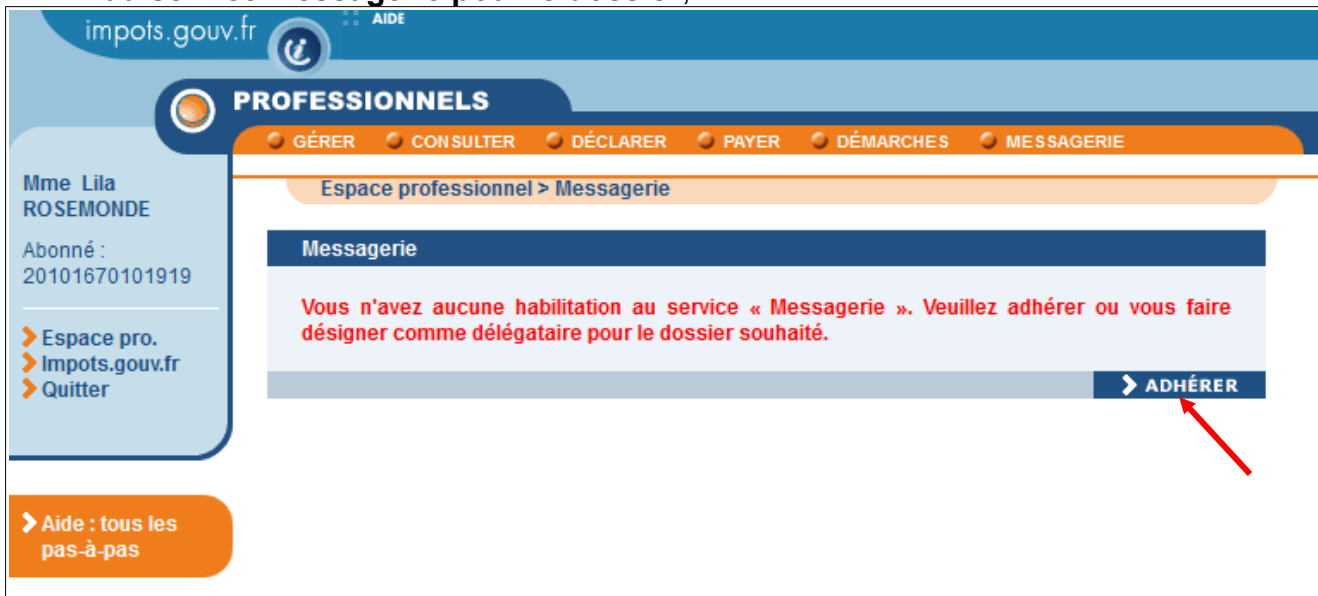 impots.gouv.fr
AIDE
PROFESSIONNELS
GÉRER CONSULTER DÉCLARER PAYER DÉMARCHES MESSAGERIE
Mme Lila
ROSEMONDE
Abonné :
20101670101919
Espace pro.
Impots.gouv.fr
Quitter
Aide : tous les
pas-à-pas
Espace professionnel > Messagerie
Messagerie
Vous n'avez aucune habilitation au service « Messagerie ». Veuillez adhérer ou vous faire
désigner comme délégataire pour le dossier souhaité.
ADHÉRER